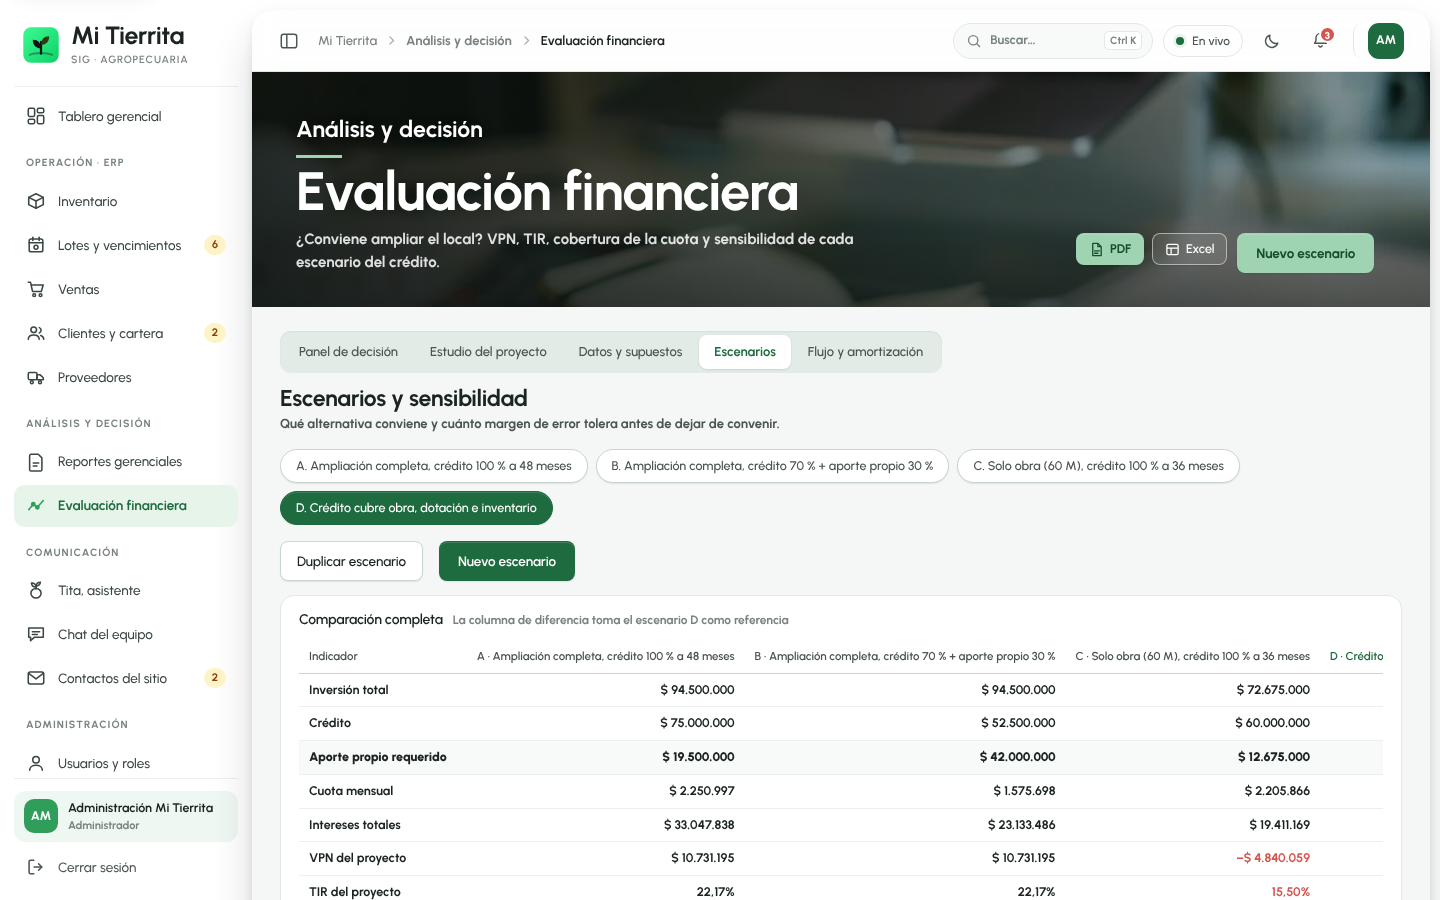 Mi Tierrita
SIG · AGROPECUARIA
Tablero gerencial
OPERACIÓN · ERP
Inventario
Lotes y vencimientos 6
Ventas
Clientes y cartera 2
Proveedores
ANÁLISIS Y DECISIÓN
Reportes gerenciales
Evaluación financiera
COMUNICACIÓN
Tita, asistente
Chat del equipo
Contactos del sitio 2
ADMINISTRACIÓN
Usuarios y roles
AM
Administración Mi Tierrita
Administrador
Cerrar sesión
Mi Tierrita > Análisis y decisión > Evaluación financiera
Buscar... Ctrl K
En vivo
3
AM
Análisis y decisión
Evaluación financiera
¿Conviene ampliar el local? VPN, TIR, cobertura de la cuota y sensibilidad de cada
escenario del crédito.
PDF Excel Nuevo escenario
Panel de decisión Estudio del proyecto Datos y supuestos Escenarios Flujo y amortización
Escenarios y sensibilidad
Qué alternativa conviene y cuánto margen de error tolera antes de dejar de convenir.
A. Ampliación completa, crédito 100 % a 48 meses B. Ampliación completa, crédito 70 % + aporte propio 30 % C. Solo obra (60 M), crédito 100 % a 36 meses
D. Crédito cubre obra, dotación e inventario
Duplicar escenario Nuevo escenario
Comparación completa La columna de diferencia toma el escenario D como referencia
Indicador A · Ampliación completa, crédito 100 % a 48 meses B · Ampliación completa, crédito 70 % + aporte propio 30 % C · Solo obra (60 M), crédito 100 % a 36 meses D · Crédito
Inversión total $ 94.500.000 $ 94.500.000 $ 72.675.000
Crédito $ 75.000.000 $ 52.500.000 $ 60.000.000
Aporte propio requerido $ 19.500.000 $ 42.000.000 $ 12.675.000
Cuota mensual $ 2.250.997 $ 1.575.698 $ 2.205.866
Intereses totales $ 33.047.838 $ 23.133.486 $ 19.411.169
VPN del proyecto $ 10.731.195 $ 10.731.195 −$ 4.840.059
TIR del proyecto 22,17% 22,17% 15,50%